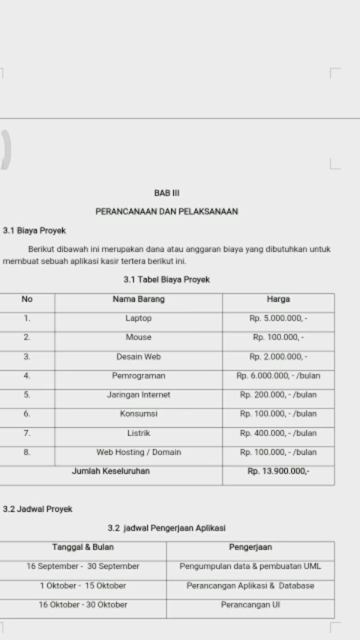 BAB III
PERANCANAAN DAN PELAKSANAAN
3.1 Biaya Proyek
Berikut dibawah ini merupakan dana atau anggaran biaya yang dibutuhkan untuk
membuat sebuah aplikasi kasir tertera berikut ini.
3.1 Tabel Biaya Proyek
No Nama Barang Harga
1. Laptop Rp. 5.000.000, -
2. Mouse Rp. 100.000, -
3. Desain Web Rp. 2.000.000, -
4. Pemrograman Rp. 6.000.000, - /bulan
5. Jaringan Internet Rp. 200.000, - /bulan
6. Konsumsi Rp. 100.000, - /bulan
7. Listrik Rp. 400.000, - /bulan
8. Web Hosting / Domain Rp. 100.000, - /bulan
Jumlah Keseluruhan Rp. 13.900.000,-
3.2 Jadwal Proyek
3.2 jadwal Pengerjaan Aplikasi
Tanggal & Bulan Pengerjaan
16 September - 30 September Pengumpulan data & pembuatan UML
1 Oktober - 15 Oktober Perancangan Aplikasi & Database
16 Oktober - 30 Oktober Perancangan UI